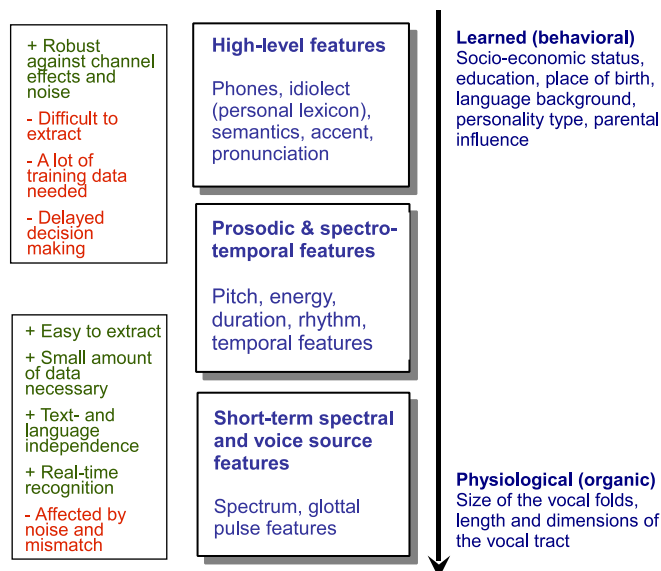 + Robust
against channel
effects and
noise
- Difficult to
extract
- A lot of
training data
needed
- Delayed
decision
making
High-level features
Phones, idiolect
(personal lexicon),
semantics, accent,
pronunciation
Learned (behavioral)
Socio-economic status,
education, place of birth,
language background,
personality type, parental
influence
Prosodic & spectro-
temporal features
Pitch, energy,
duration, rhythm,
temporal features
+ Easy to extract
+ Small amount
of data
necessary
+ Text- and
language
independence
+ Real-time
recognition
- Affected by
noise and
mismatch
Short-term spectral
and voice source
features
Spectrum, glottal
pulse features
Physiological (organic)
Size of the vocal folds,
length and dimensions of
the vocal tract